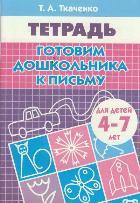 Т. А. Ткаченко
ТЕТРАДЬ
ГОТОВИМ
ДОШКОЛЬНИКА
К ПИСЬМУ
ДЛЯ ДЕТЕЙ
4-7
ЛЕТ